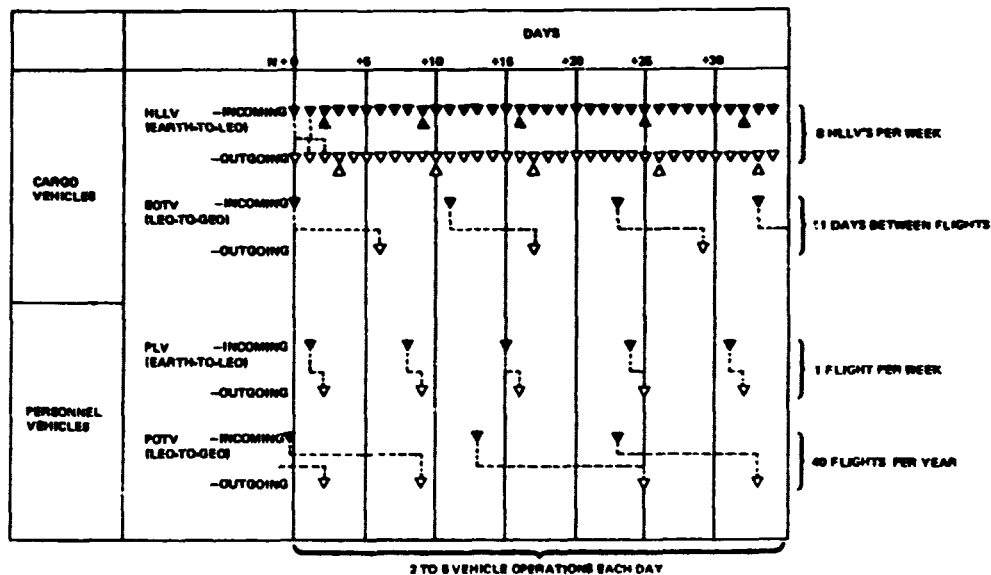 DAYS
N + 0 +5 +10 +15 +20 +25 +30
CARGO
VEHICLES
HLLV
(EARTH-TO-LEO)
–INCOMING
–OUTGOING
8 HLLV'S PER WEEK
EOTV
(LEO-TO-GEO)
–INCOMING
–OUTGOING
11 DAYS BETWEEN FLIGHTS
PERSONNEL
VEHICLES
PLV
(EARTH-TO-LEO)
–INCOMING
–OUTGOING
1 FLIGHT PER WEEK
POTV
(LEO-TO-GEO)
–INCOMING
–OUTGOING
40 FLIGHTS PER YEAR
2 TO VEHICLE OPERATIONS EACH DAY